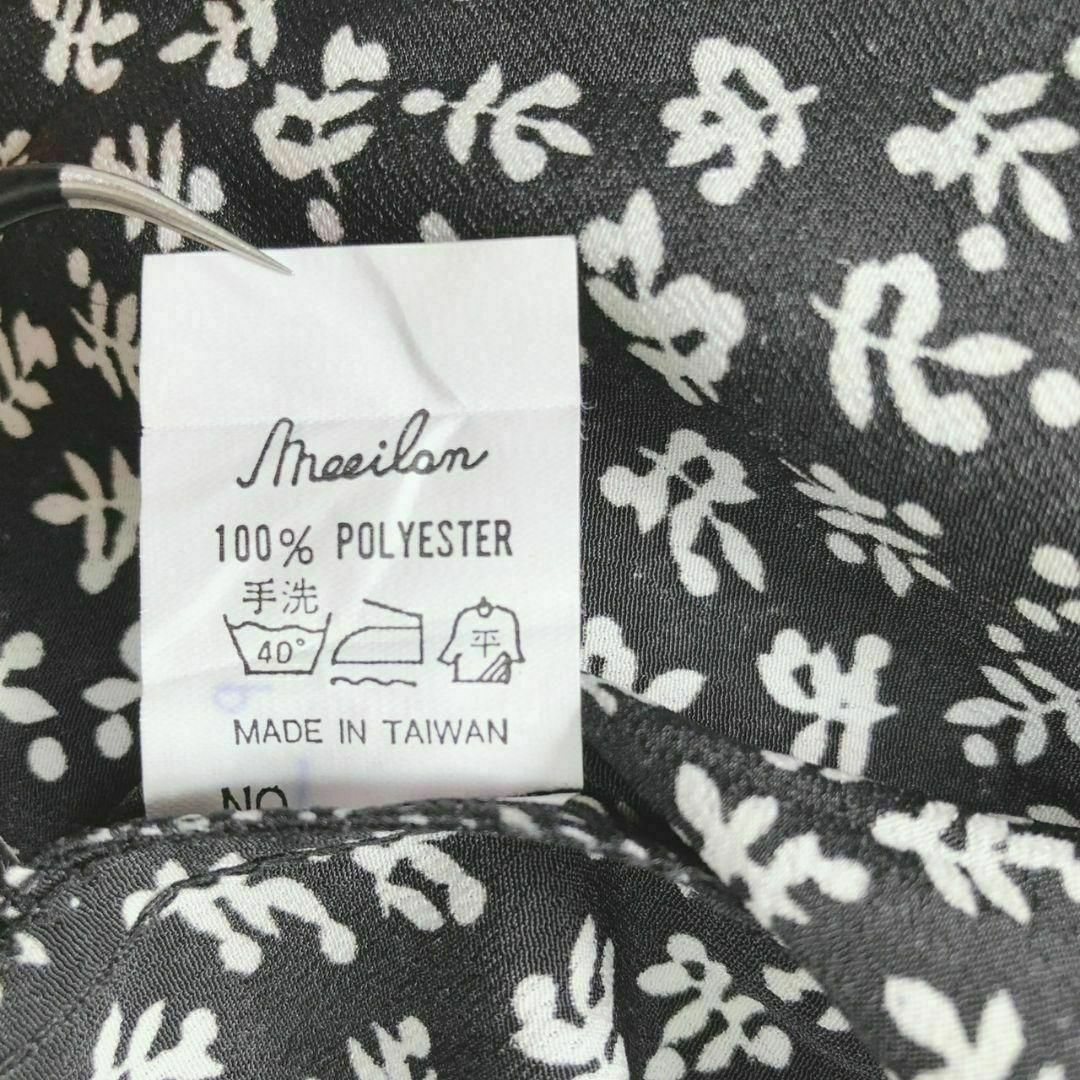 Meeilan
100% POLYESTER
手洗
40° 平
MADE IN TAIWAN
NO